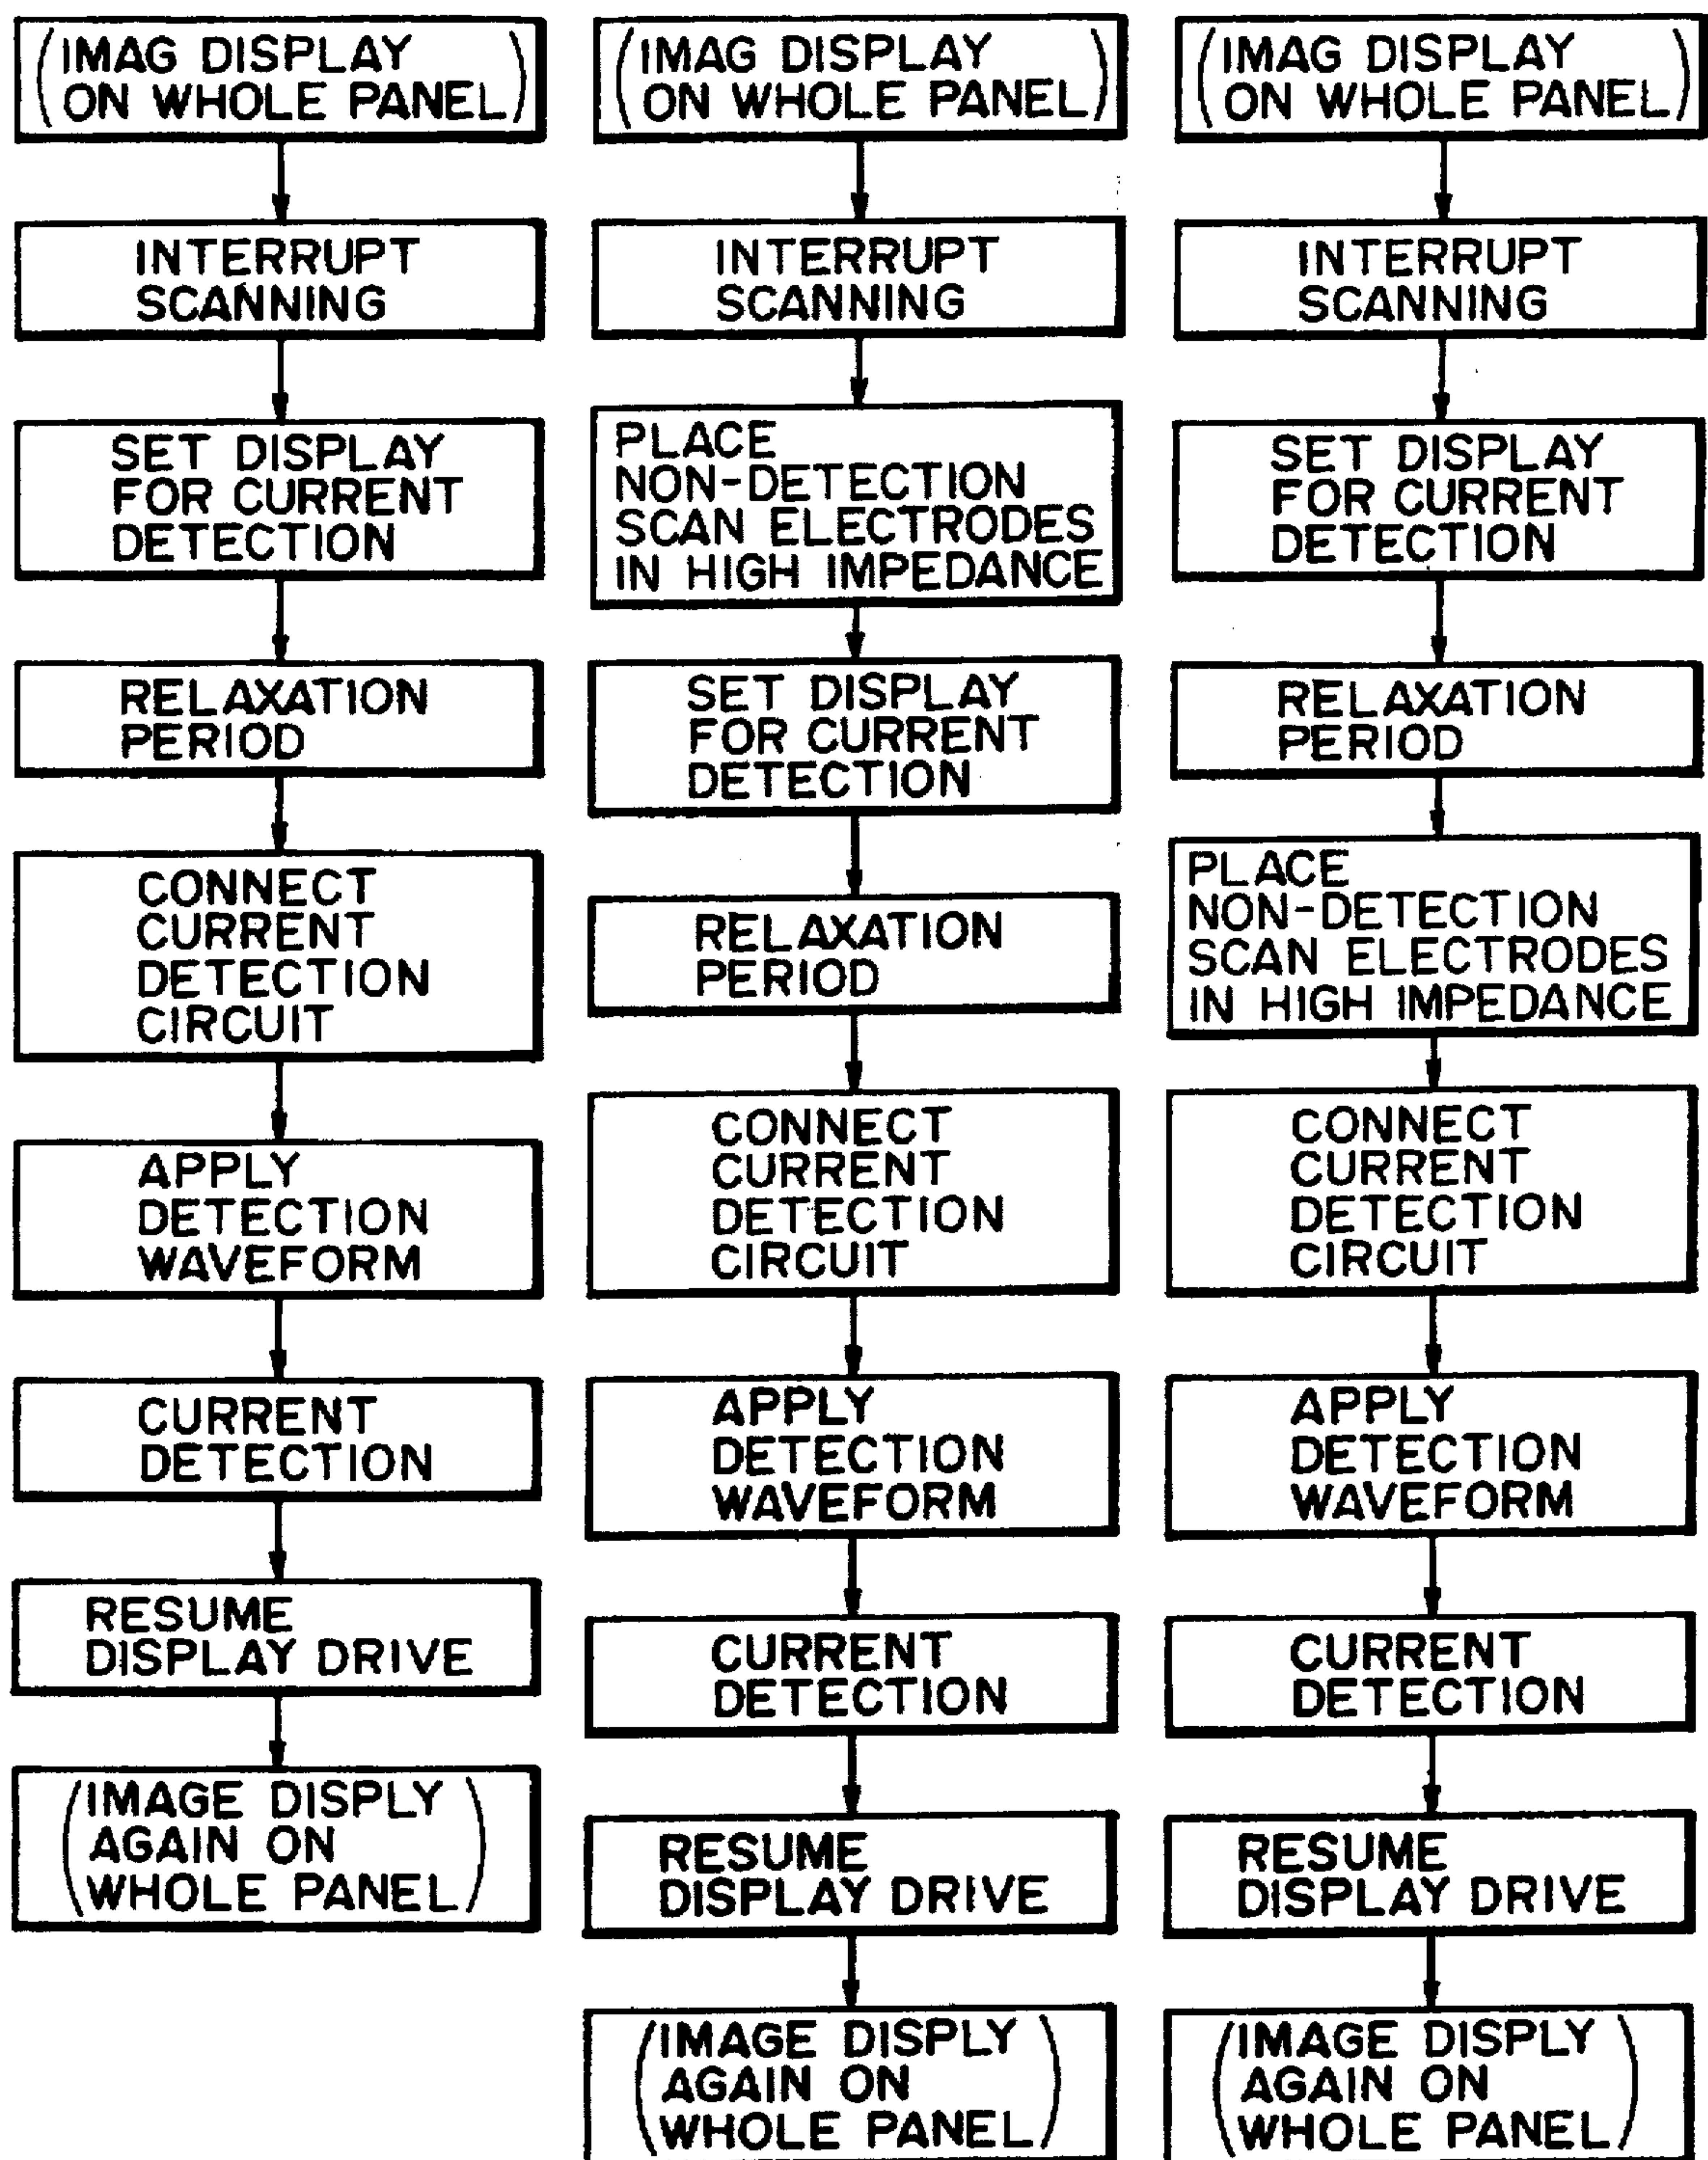 (IMAG DISPLAY
ON WHOLE PANEL)
INTERRUPT
SCANNING
SET DISPLAY
FOR CURRENT
DETECTION
RELAXATION
PERIOD
CONNECT
CURRENT
DETECTION
CIRCUIT
APPLY
DETECTION
WAVEFORM
CURRENT
DETECTION
RESUME
DISPLAY DRIVE
(IMAGE DISPLY
AGAIN ON
WHOLE PANEL)
(IMAG DISPLAY
ON WHOLE PANEL)
INTERRUPT
SCANNING
PLACE
NON-DETECTION
SCAN ELECTRODES
IN HIGH IMPEDANCE
SET DISPLAY
FOR CURRENT
DETECTION
RELAXATION
PERIOD
CONNECT
CURRENT
DETECTION
CIRCUIT
APPLY
DETECTION
WAVEFORM
CURRENT
DETECTION
RESUME
DISPLAY DRIVE
(IMAGE DISPLY
AGAIN ON
WHOLE PANEL)
(IMAG DISPLAY
ON WHOLE PANEL)
INTERRUPT
SCANNING
SET DISPLAY
FOR CURRENT
DETECTION
RELAXATION
PERIOD
PLACE
NON-DETECTION
SCAN ELECTRODES
IN HIGH IMPEDANCE
CONNECT
CURRENT
DETECTION
CIRCUIT
APPLY
DETECTION
WAVEFORM
CURRENT
DETECTION
RESUME
DISPLAY DRIVE
(IMAGE DISPLY
AGAIN ON
WHOLE PANEL)